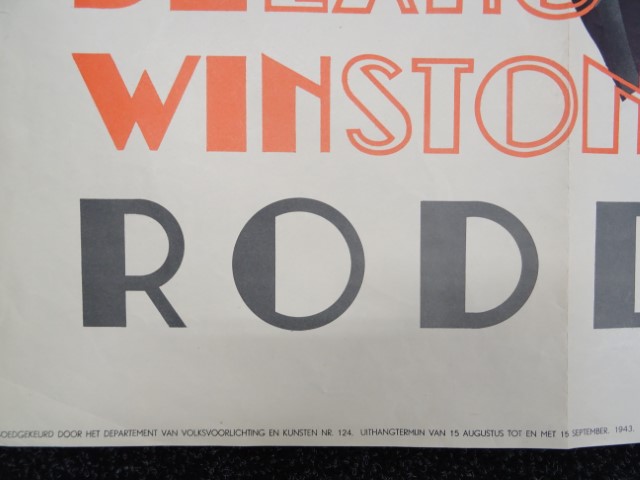 WINSTON
ROD
GOEDGEKEURD DOOR HET DEPARTEMENT VAN VOLKSVOORLICHTING EN KUNSTEN NR. 124. UITHANGTERMIJN VAN 15 AUGUSTUS TOT EN MET 15 SEPTEMBER. 1943.